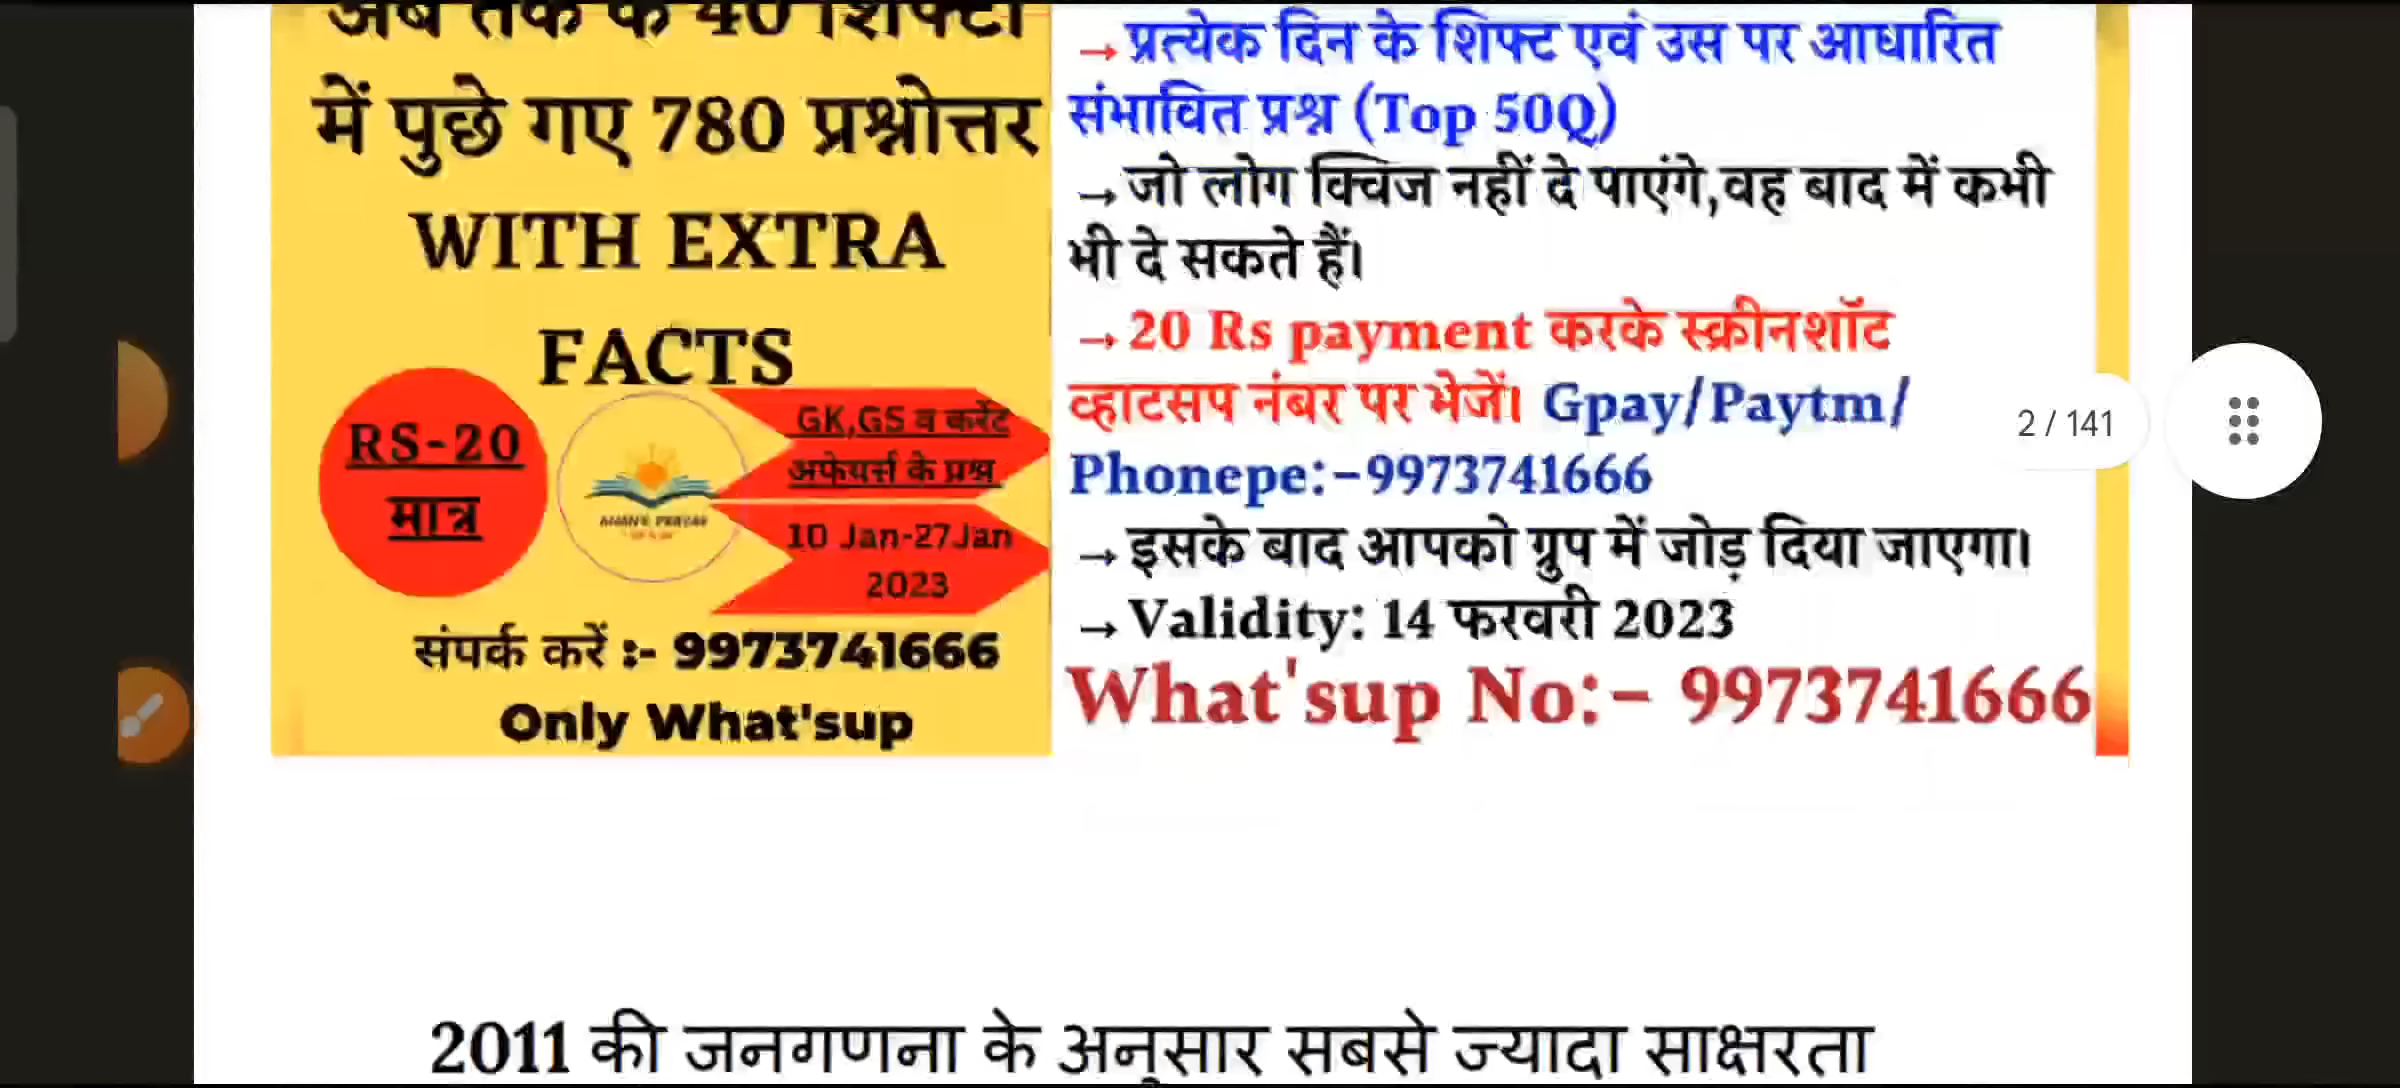 अब तक के 40 शिफ्टों
में पुछे गए 780 प्रश्नोत्तर
WITH EXTRA
FACTS
RS-20
मात्र
GK,GS व करेंट
अफेयर्स के प्रश्न
10 Jan-27Jan
2023
संपर्क करें :- 9973741666
Only What'sup
→ प्रत्येक दिन के शिफ्ट एवं उस पर आधारित
संभावित प्रश्न (Top 50Q)
→ जो लोग क्विज नहीं दे पाएंगे,वह बाद में कभी
भी दे सकते हैं।
→ 20 Rs payment करके स्क्रीनशॉट
व्हाटसप नंबर पर भेजें। Gpay/Paytm/
Phonepe:-9973741666
→ इसके बाद आपको ग्रुप में जोड़ दिया जाएगा।
→ Validity: 14 फरवरी 2023
What'sup No:- 9973741666
2 / 141
2011 की जनगणना के अनुसार सबसे ज्यादा साक्षरता